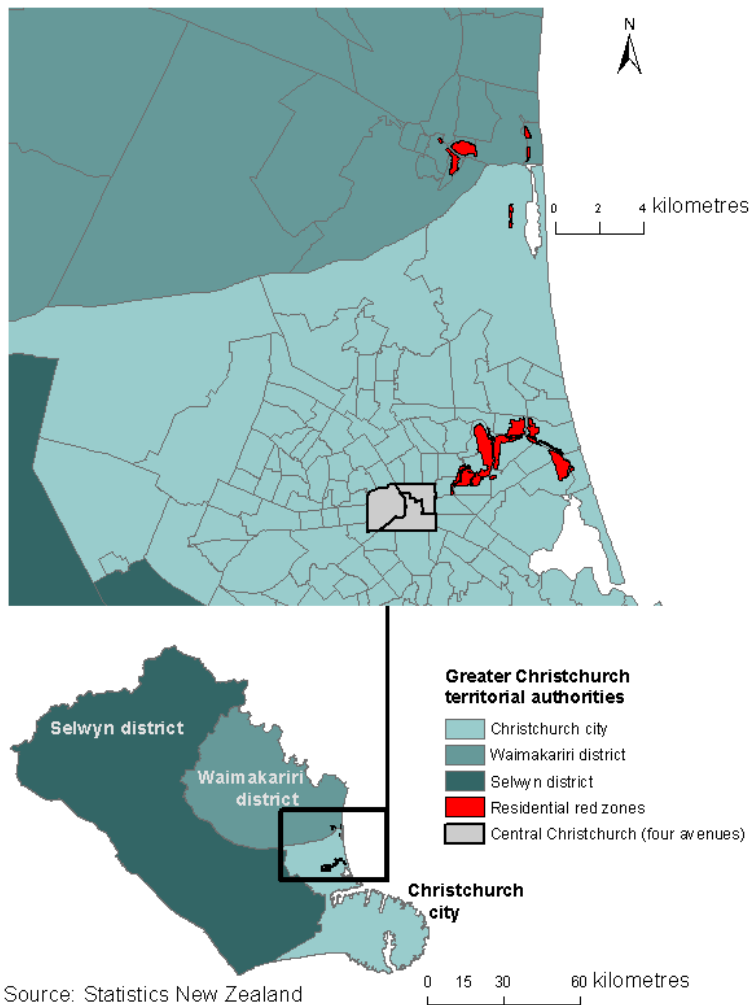 N
0 2 4 kilometres
Selwyn district
Waimakariri
district
Christchurch
city
Greater Christchurch
territorial authorities
Christchurch city
Waimakariri district
Selwyn district
Residential red zones
Central Christchurch (four avenues)
Source: Statistics New Zealand
0 15 30 60 kilometres